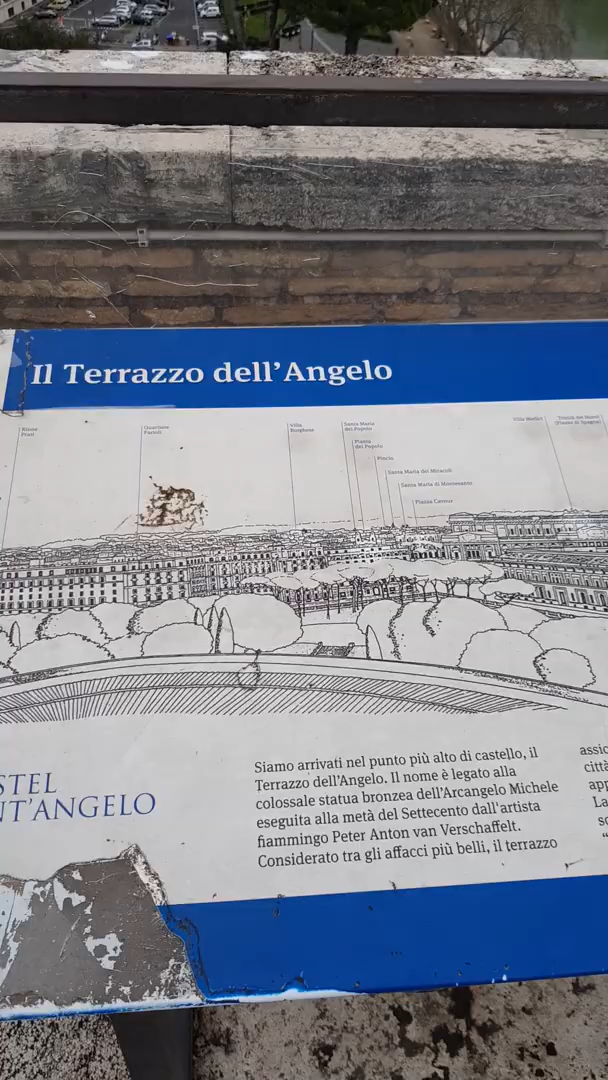 Il Terrazzo dell'Angelo
Rione
Prati
Quartiere
Parioli
Villa
Borghese
Santa Maria
del Popolo
Piazza
del Popolo
Pincio
Santa Maria dei Miracoli
Santa Maria di Montesanto
Piazza Cavour
Villa Medici
Trinità dei Monti
(Piazza di Spagna)
STEL
NT'ANGELO
Siamo arrivati nel punto più alto di castello, il
Terrazzo dell'Angelo. Il nome è legato alla
colossale statua bronzea dell'Arcangelo Michele
eseguita alla metà del Settecento dall'artista
fiammingo Peter Anton van Verschaffelt.
Considerato tra gli affacci più belli, il terrazzo
assic
citt
app
La